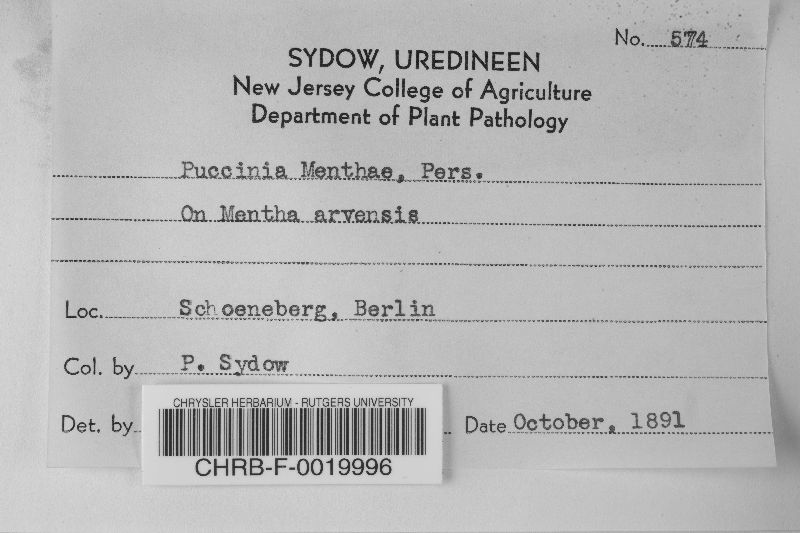 No. 574
SYDOW, UREDINEEN
New Jersey College of Agriculture
Department of Plant Pathology
Puccinia Menthae, Pers.
On Mentha arvensis
Loc. Schoeneberg, Berlin
Col. by P. Sydow
Det. by Date October, 1891
CHRYSLER HERBARIUM - RUTGERS UNIVERSITY
CHRB-F-0019996